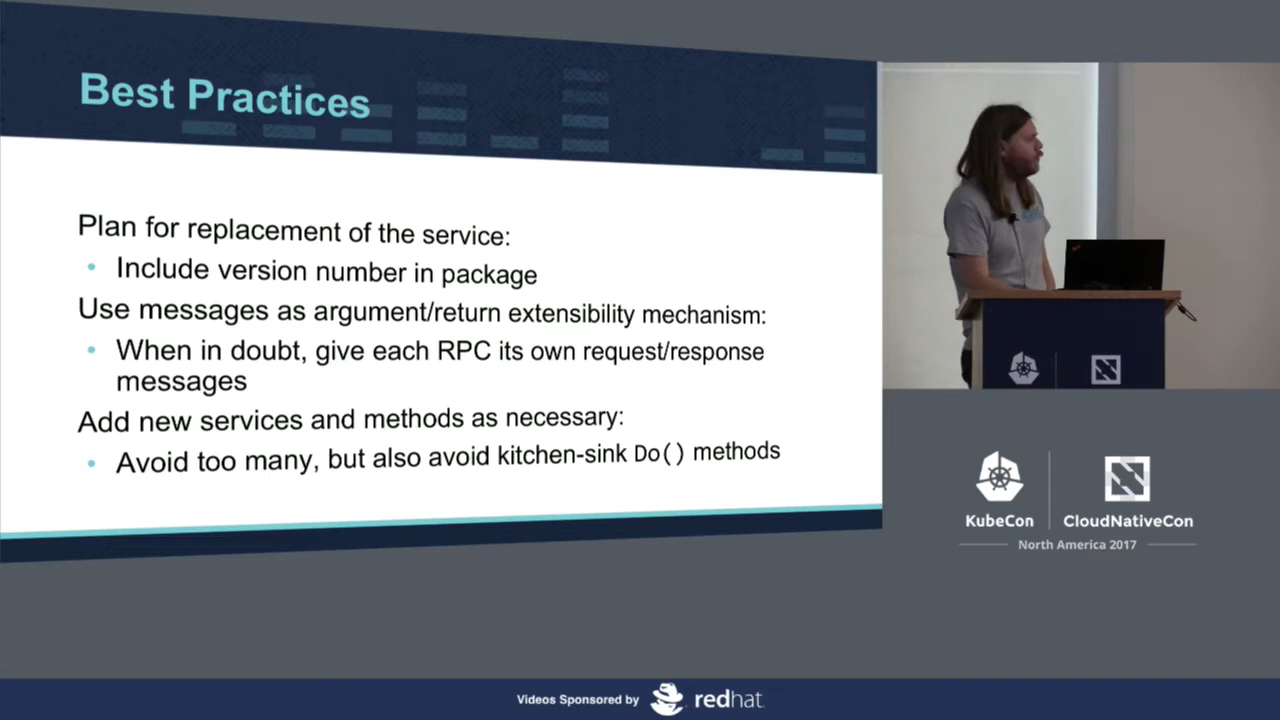 Best Practices
Plan for replacement of the service:
• Include version number in package
Use messages as argument/return extensibility mechanism:
• When in doubt, give each RPC its own request/response
messages
Add new services and methods as necessary:
• Avoid too many, but also avoid kitchen-sink Do() methods
KubeCon
CloudNativeCon
North America 2017
Videos Sponsored by
redhat